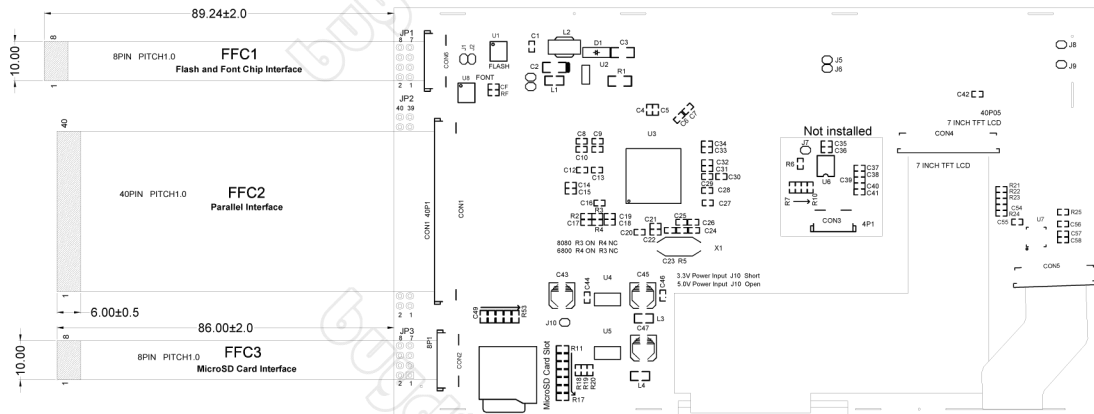 89.24±2.0
10.00
8
1
8PIN PITCH1.0
FFC1
Flash and Font Chip Interface
JP1
8 7
2 1
CON6
J1
J2
U1
FLASH
U8
FONT
CF
RF
C1
L2
D1
C3
C2
U2
L1
R1
J5
J6
J8
J9
JP2
40 39
40
1
40PIN PITCH1.0
FFC2
Parallel Interface
6.00±0.5
2 1
CON1 40P1
CON1
C4
C5
C6
C7
U3
C8
C9
C10
C12
C13
C14
C15
C16
R3
R2
C17
C19
C18
R4
C20
C21
C22
C25
C26
C24
C34
C33
C32
C31
C30
C29
C28
C27
8080 R3 ON R4 NC
6800 R4 ON R3 NC
C23 R5
X1
Not installed
J7
C35
C36
R6
U6
C37
C38
C39
C40
C41
R7
R10
CON3
4P1
C42
40P05
7 INCH TFT LCD
CON4
7 INCH TFT LCD
R21
R22
R23
C54
R24
C55
U7
R25
C56
C57
C58
CON5
3.3V Power Input J10 Short
5.0V Power Input J10 Open
C43
C44
U4
C45
C46
L3
C47
U5
L4
J10
C49
R53
86.00±2.0
10.00
8
1
8PIN PITCH1.0
FFC3
MicroSD Card Interface
JP3
8 7
2 1
8P1
CON2
MicroSD Card Slot
R11
R17
R18
R19
R20